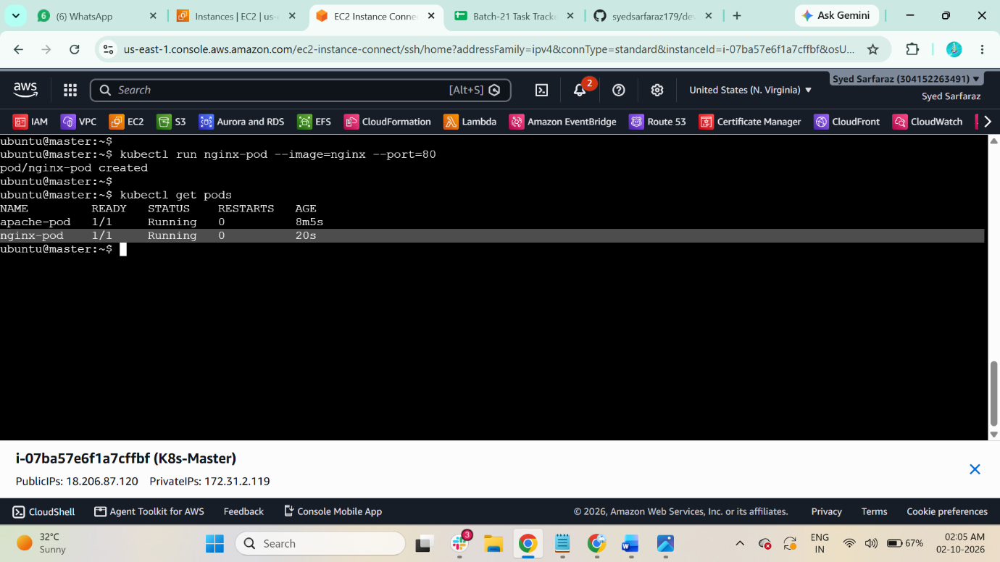 6
(6) WhatsApp
Instances | EC2 | us-
EC2 Instance Conne
Batch-21 Task Track
syedsarfaraz179/de
Ask Gemini
us-east-1.console.aws.amazon.com/ec2-instance-connect/ssh/home?addressFamily=ipv4&connType=standard&instanceId=i-07ba57e6f1a7cffbf&osU...
aws
Search
[Alt+S]
2
United States (N. Virginia)
Syed Sarfaraz (304152263491)
Syed Sarfaraz
IAM VPC EC2 S3 Aurora and RDS EFS CloudFormation Lambda Amazon EventBridge Route 53 Certificate Manager CloudFront CloudWatch
ubuntu@master:~$
ubuntu@master:~$ kubectl run nginx-pod --image=nginx --port=80
pod/nginx-pod created
ubuntu@master:~$
ubuntu@master:~$ kubectl get pods
NAME READY STATUS RESTARTS AGE
apache-pod 1/1 Running 0 8m5s
nginx-pod 1/1 Running 0 20s
ubuntu@master:~$
i-07ba57e6f1a7cffbf (K8s-Master)
PublicIPs: 18.206.87.120 PrivateIPs: 172.31.2.119
CloudShell Agent Toolkit for AWS Feedback Console Mobile App © 2026, Amazon Web Services, Inc. or its affiliates. Privacy Terms Cookie preferences
32°C
Sunny
Search
3
ENG
IN
67%
02:05 AM
02-10-2026